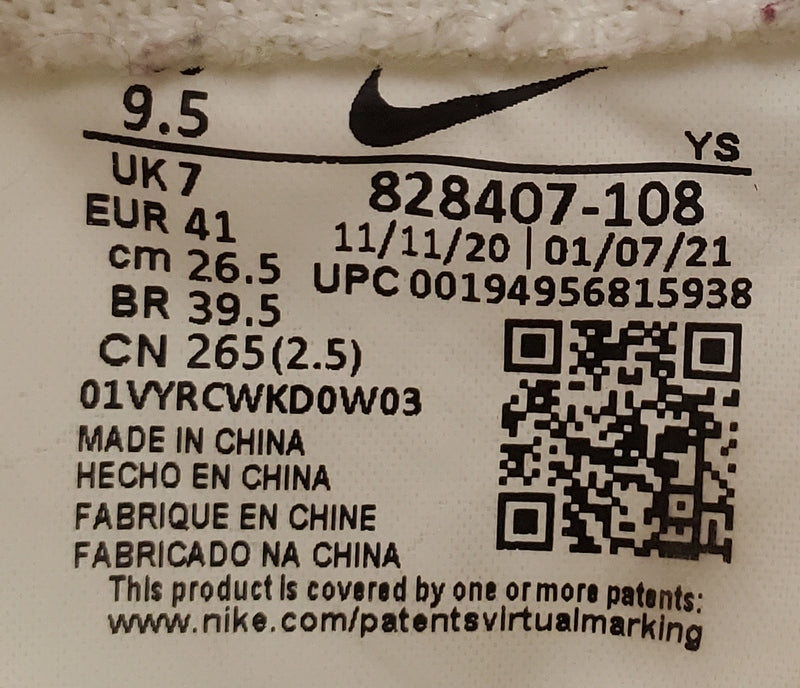 9.5
YS
UK 7
EUR 41
cm 26.5
BR 39.5
CN 265(2.5)
828407-108
11/11/20 | 01/07/21
UPC 00194956815938
01VYRCWKD0W03
MADE IN CHINA
HECHO EN CHINA
FABRIQUE EN CHINE
FABRICADO NA CHINA
This product is covered by one or more patents:
www.nike.com/patentsvirtualmarking